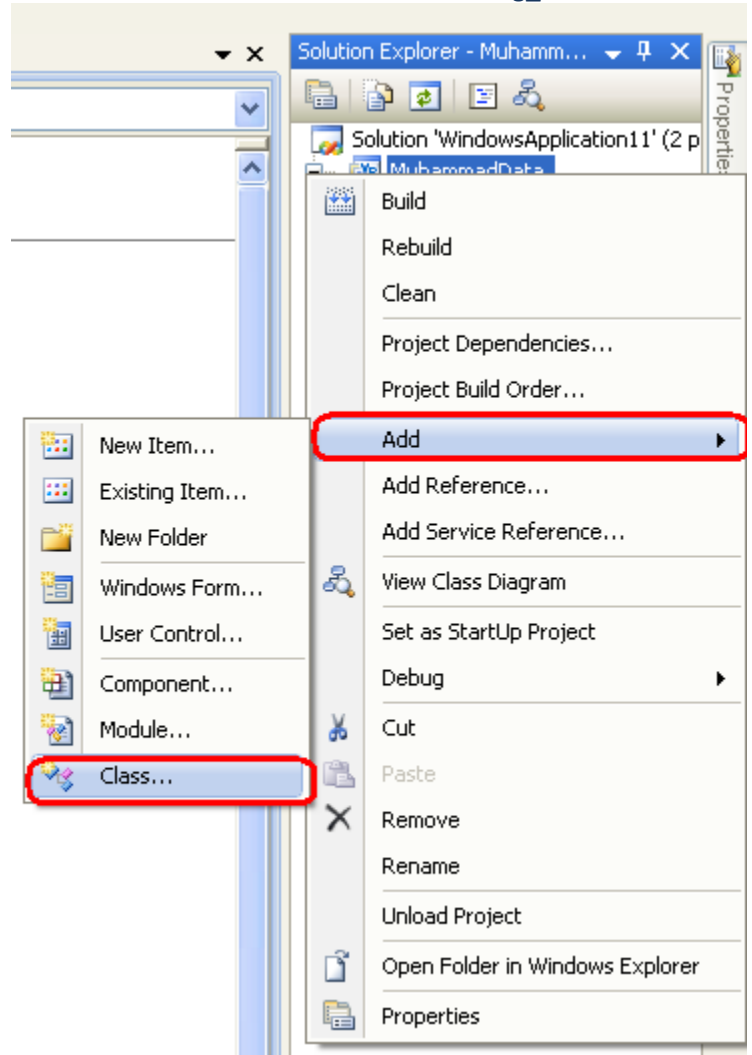 Solution Explorer - Muhamm...
Properties
Solution 'WindowsApplication11' (2 p
MuhammadData
Build
Rebuild
Clean
Project Dependencies...
Project Build Order...
Add
Add Reference...
Add Service Reference...
View Class Diagram
Set as StartUp Project
Debug
Cut
Paste
Remove
Rename
Unload Project
Open Folder in Windows Explorer
Properties
New Item...
Existing Item...
New Folder
Windows Form...
User Control...
Component...
Module...
Class...